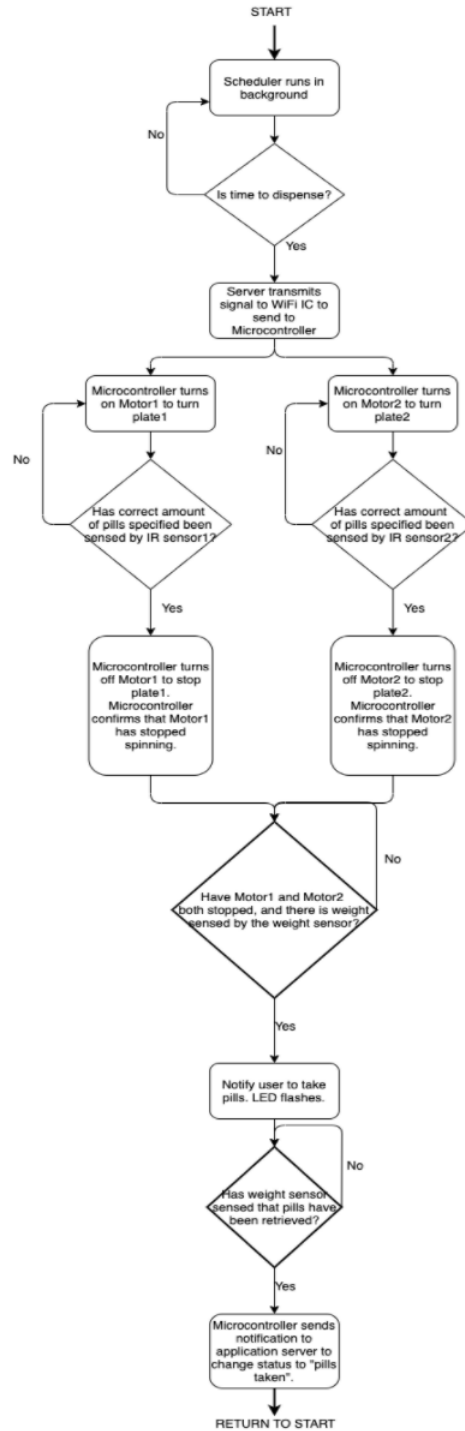 START
Scheduler runs in
background
No
Is time to dispense?
Yes
Server transmits
signal to WiFi IC to
send to
Microcontroller
Microcontroller turns
on Motor1 to turn
plate1
Microcontroller turns
on Motor2 to turn
plate2
No
No
Has correct amount
of pills specified been
sensed by IR sensor1?
Has correct amount
of pills specified been
sensed by IR sensor2?
Yes
Yes
Microcontroller turns
off Motor1 to stop
plate1.
Microcontroller
confirms that Motor1
has stopped
spinning.
Microcontroller turns
off Motor2 to stop
plate2.
Microcontroller
confirms that Motor2
has stopped
spinning.
No
Have Motor1 and Motor2
both stopped, and there is weight
sensed by the weight sensor?
Yes
Notify user to take
pills. LED flashes.
No
Has weight sensor
sensed that pills have
been retrieved?
Yes
Microcontroller sends
notification to
application server to
change status to "pills
taken".
RETURN TO START